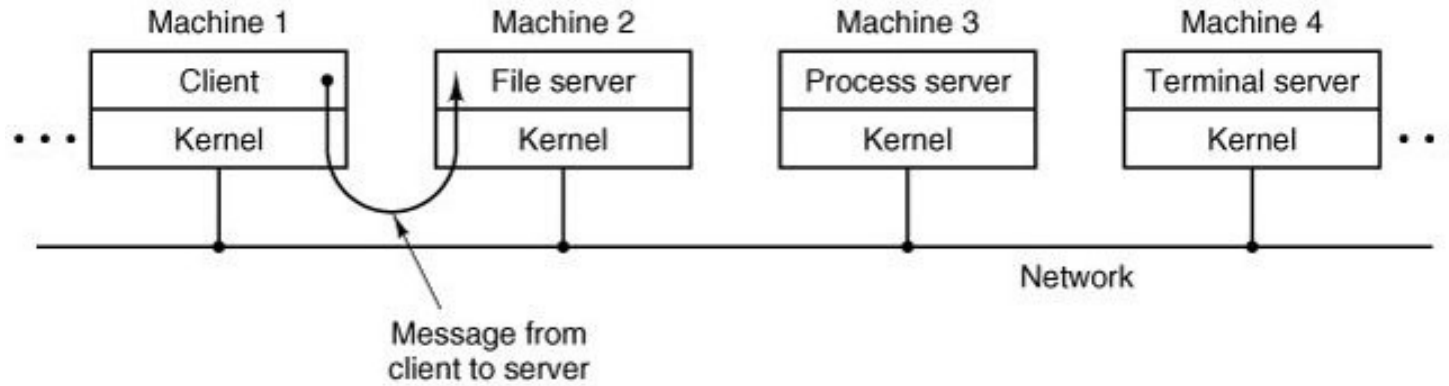 Machine 1
Machine 2
Machine 3
Machine 4
Client
File server
Process server
Terminal server
Kernel
Kernel
Kernel
Kernel
Network
Message from
client to server